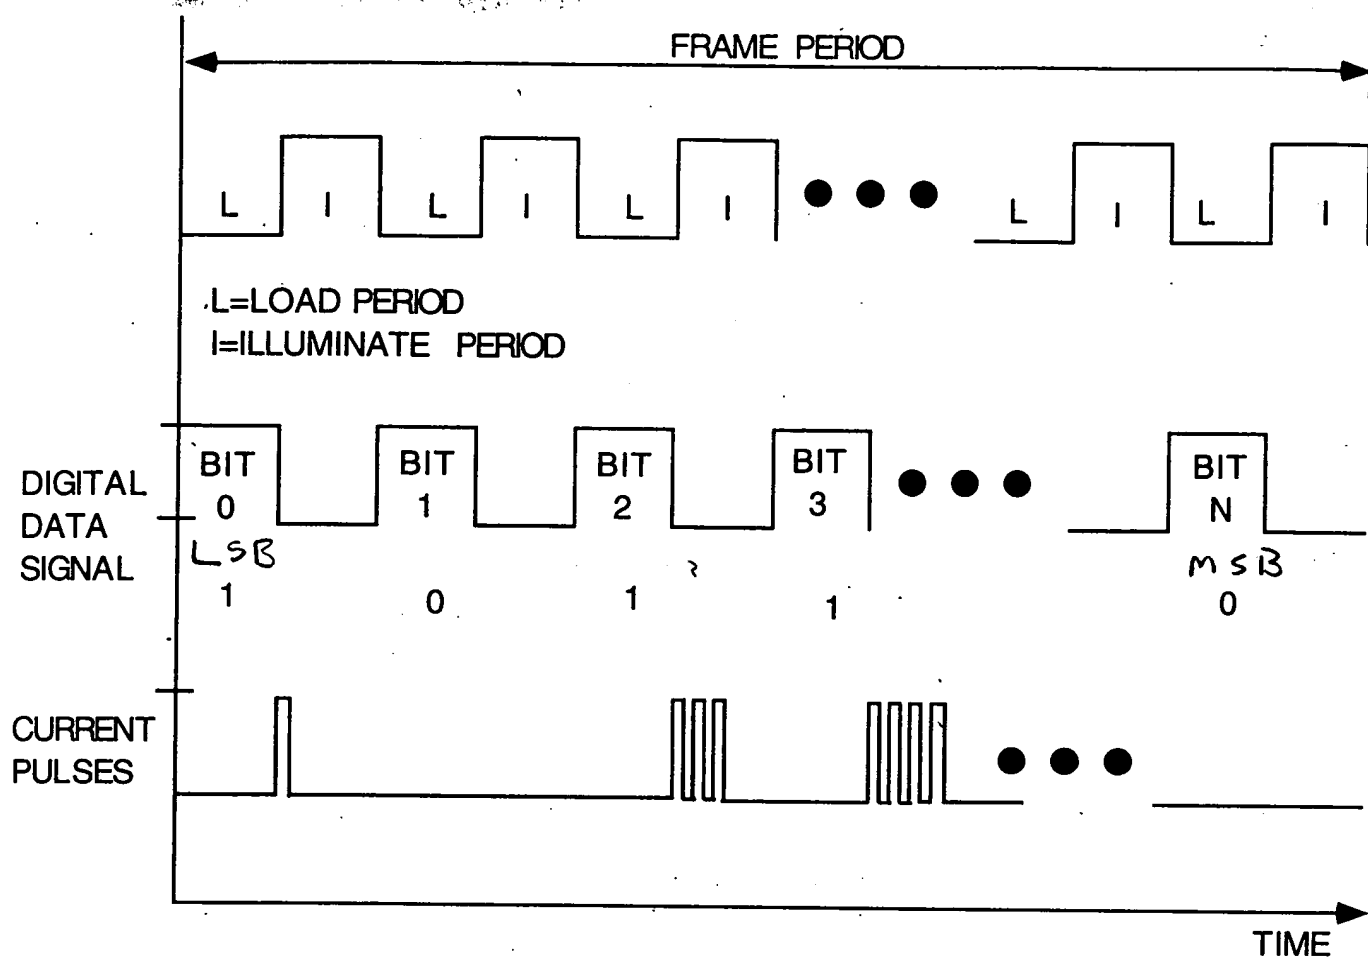 FRAME PERIOD
L I L I L I L I L I
L=LOAD PERIOD
I=ILLUMINATE PERIOD
DIGITAL
DATA
SIGNAL
BIT
0
BIT
1
BIT
2
BIT
3
BIT
N
LSB
MSB
1 0 1 1 0
CURRENT
PULSES
TIME